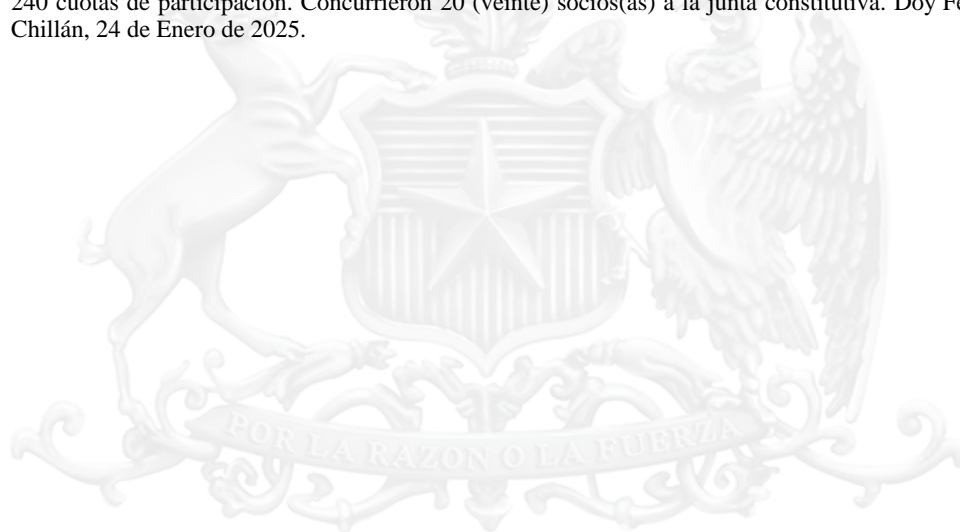 240 cuotas de participación. Concurrieron 20 (veinte) socios(as) a la junta constitutiva. Doy Fe
Chillán, 24 de Enero de 2025.
POR LA RAZON O LA FUERZA